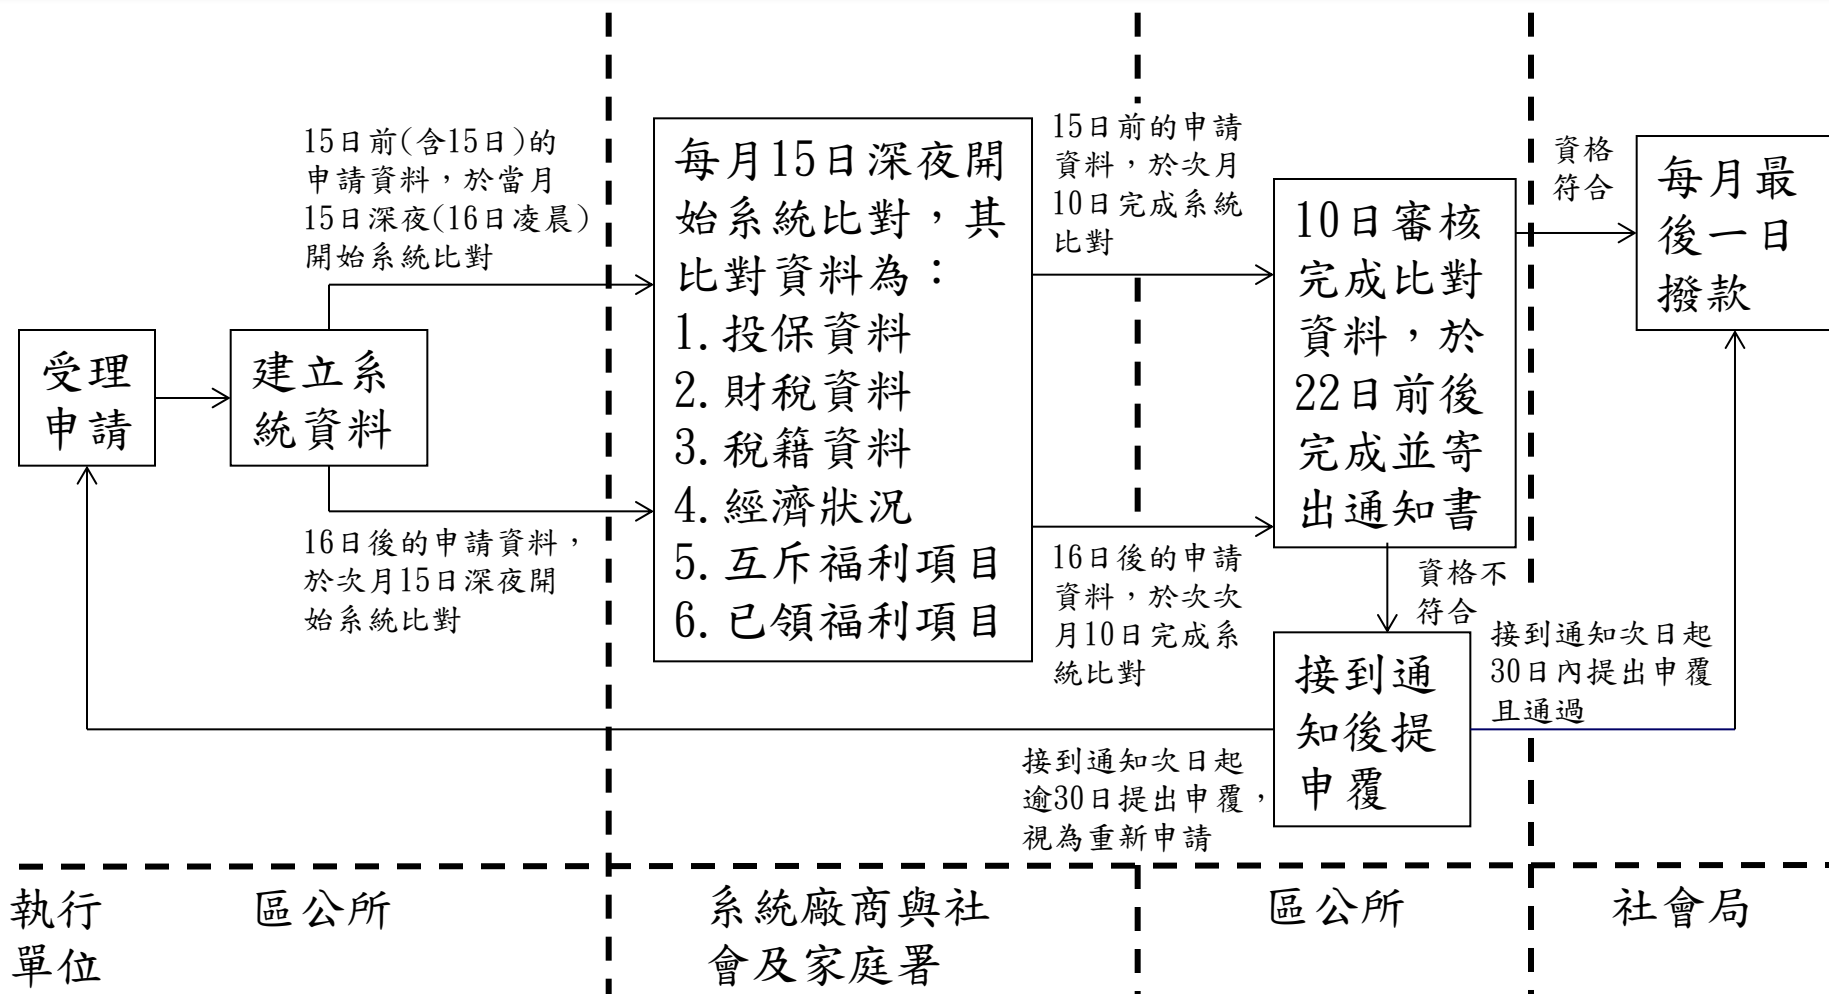 受理
申請
建立系
統資料
15日前(含15日)的
申請資料，於當月
15日深夜(16日凌晨)
開始系統比對
16日後的申請資料，
於次月15日深夜開
始系統比對
每月15日深夜開
始系統比對，其
比對資料為：
1.投保資料
2.財稅資料
3.稅籍資料
4.經濟狀況
5.互斥福利項目
6.已領福利項目
15日前的申請
資料，於次月
10日完成系統
比對
16日後的申請
資料，於次次
月10日完成系
統比對
10日審核
完成比對
資料，於
22日前後
完成並寄
出通知書
資格
符合
每月最
後一日
撥款
資格不
符合
接到通
知後提
申覆
接到通知次日起
30日內提出申覆
且通過
接到通知次日起
逾30日提出申覆，
視為重新申請
執行
單位
區公所
系統廠商與社
會及家庭署
區公所
社會局